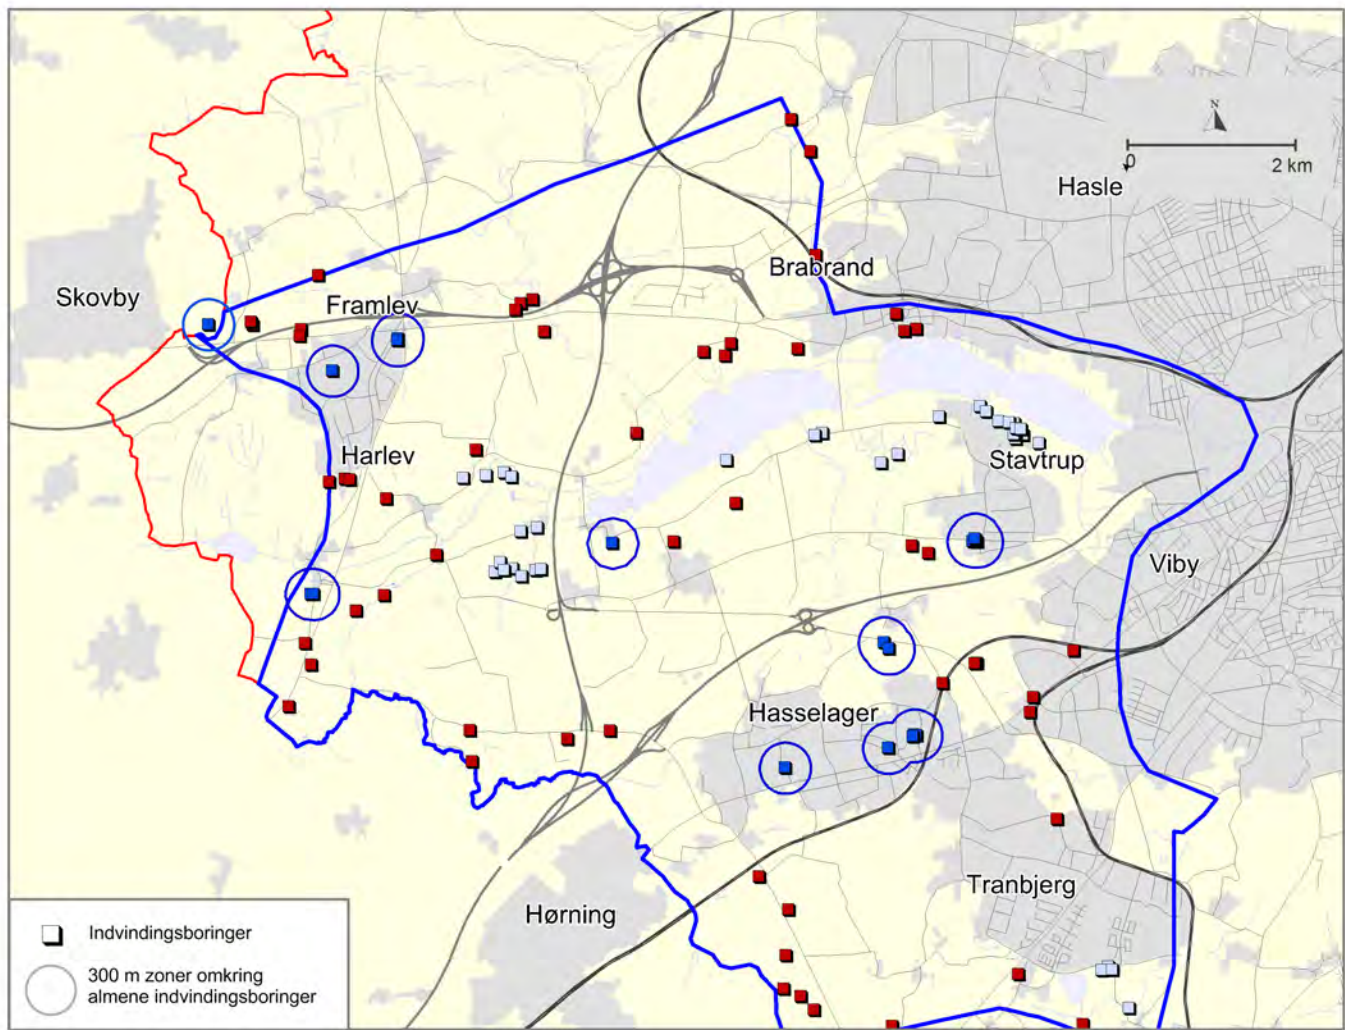 N
0
2 km
Hasle
Brabrand
Skovby
Framlev
Harlev
Stavtrup
Viby
Hasselager
Tranbjerg
Hørning
Indvindingsboringer
300 m zoner omkring
almene indvindingsboringer